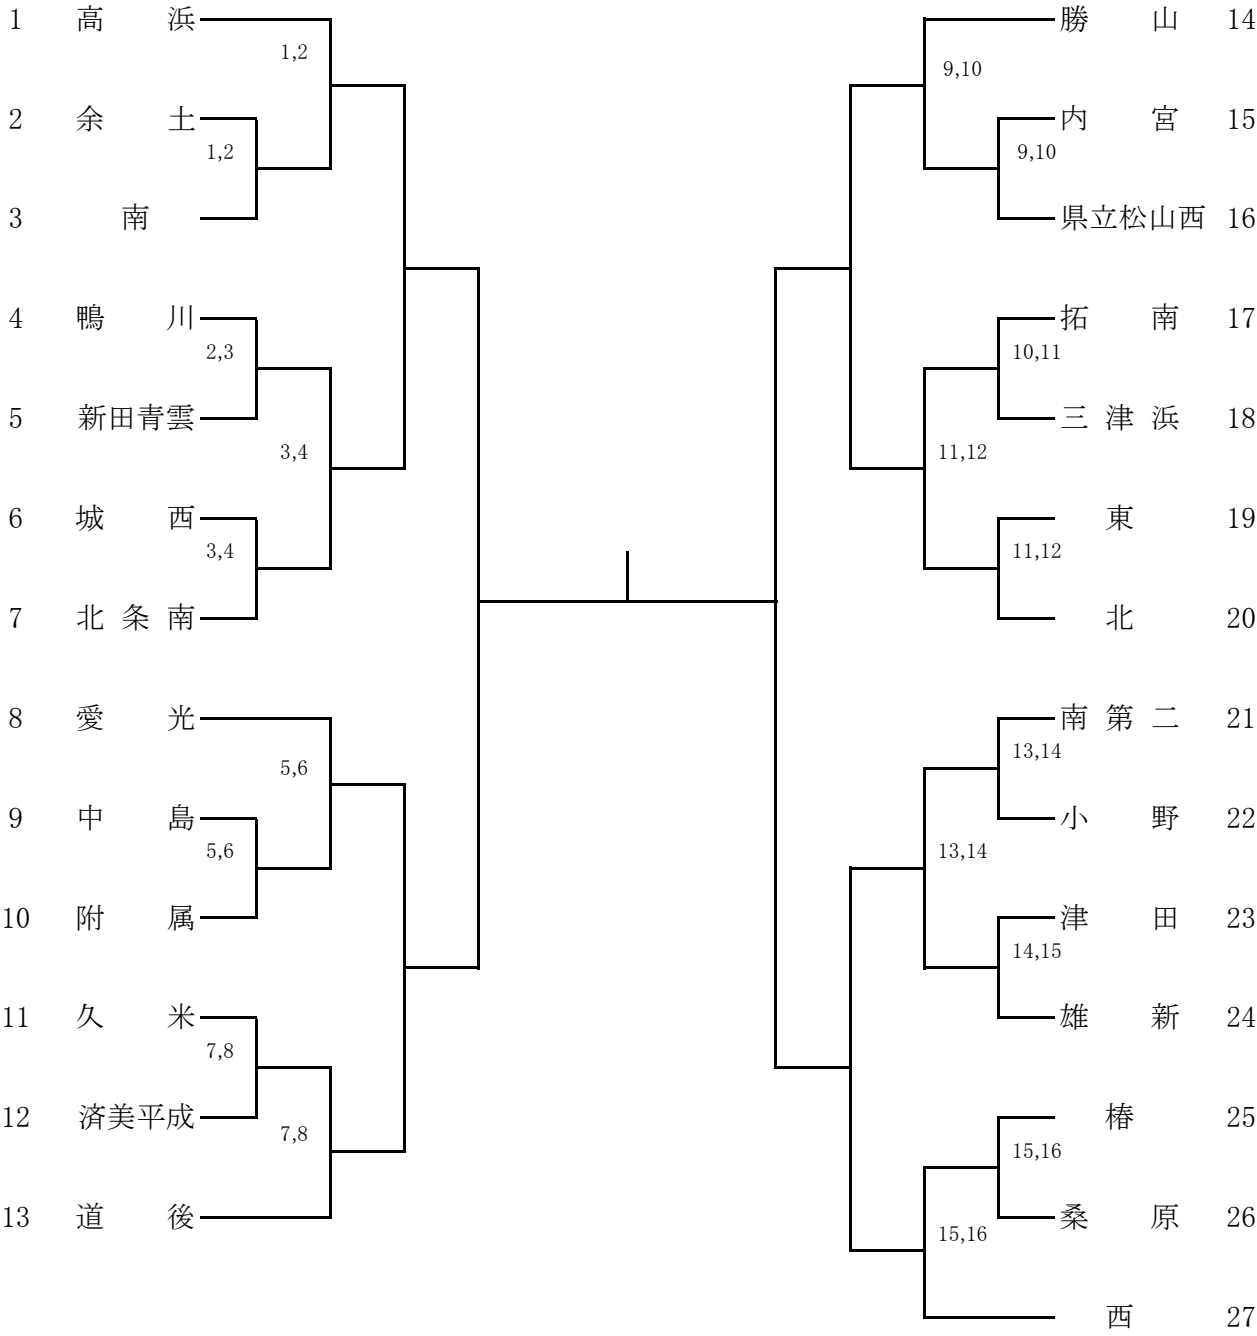 1 高 浜
1,2
2 余 土
1,2
3 南
4 鴨 川
2,3
5 新田青雲
3,4
6 城 西
3,4
7 北 条 南
8 愛 光
5,6
9 中 島
5,6
10 附 属
11 久 米
7,8
12 済美平成
7,8
13 道 後
勝 山 14
9,10
内 宮 15
9,10
県立松山西 16
拓 南 17
10,11
三 津 浜 18
11,12
東 19
11,12
北 20
南 第 二 21
13,14
小 野 22
13,14
津 田 23
14,15
雄 新 24
椿 25
15,16
桑 原 26
15,16
西 27